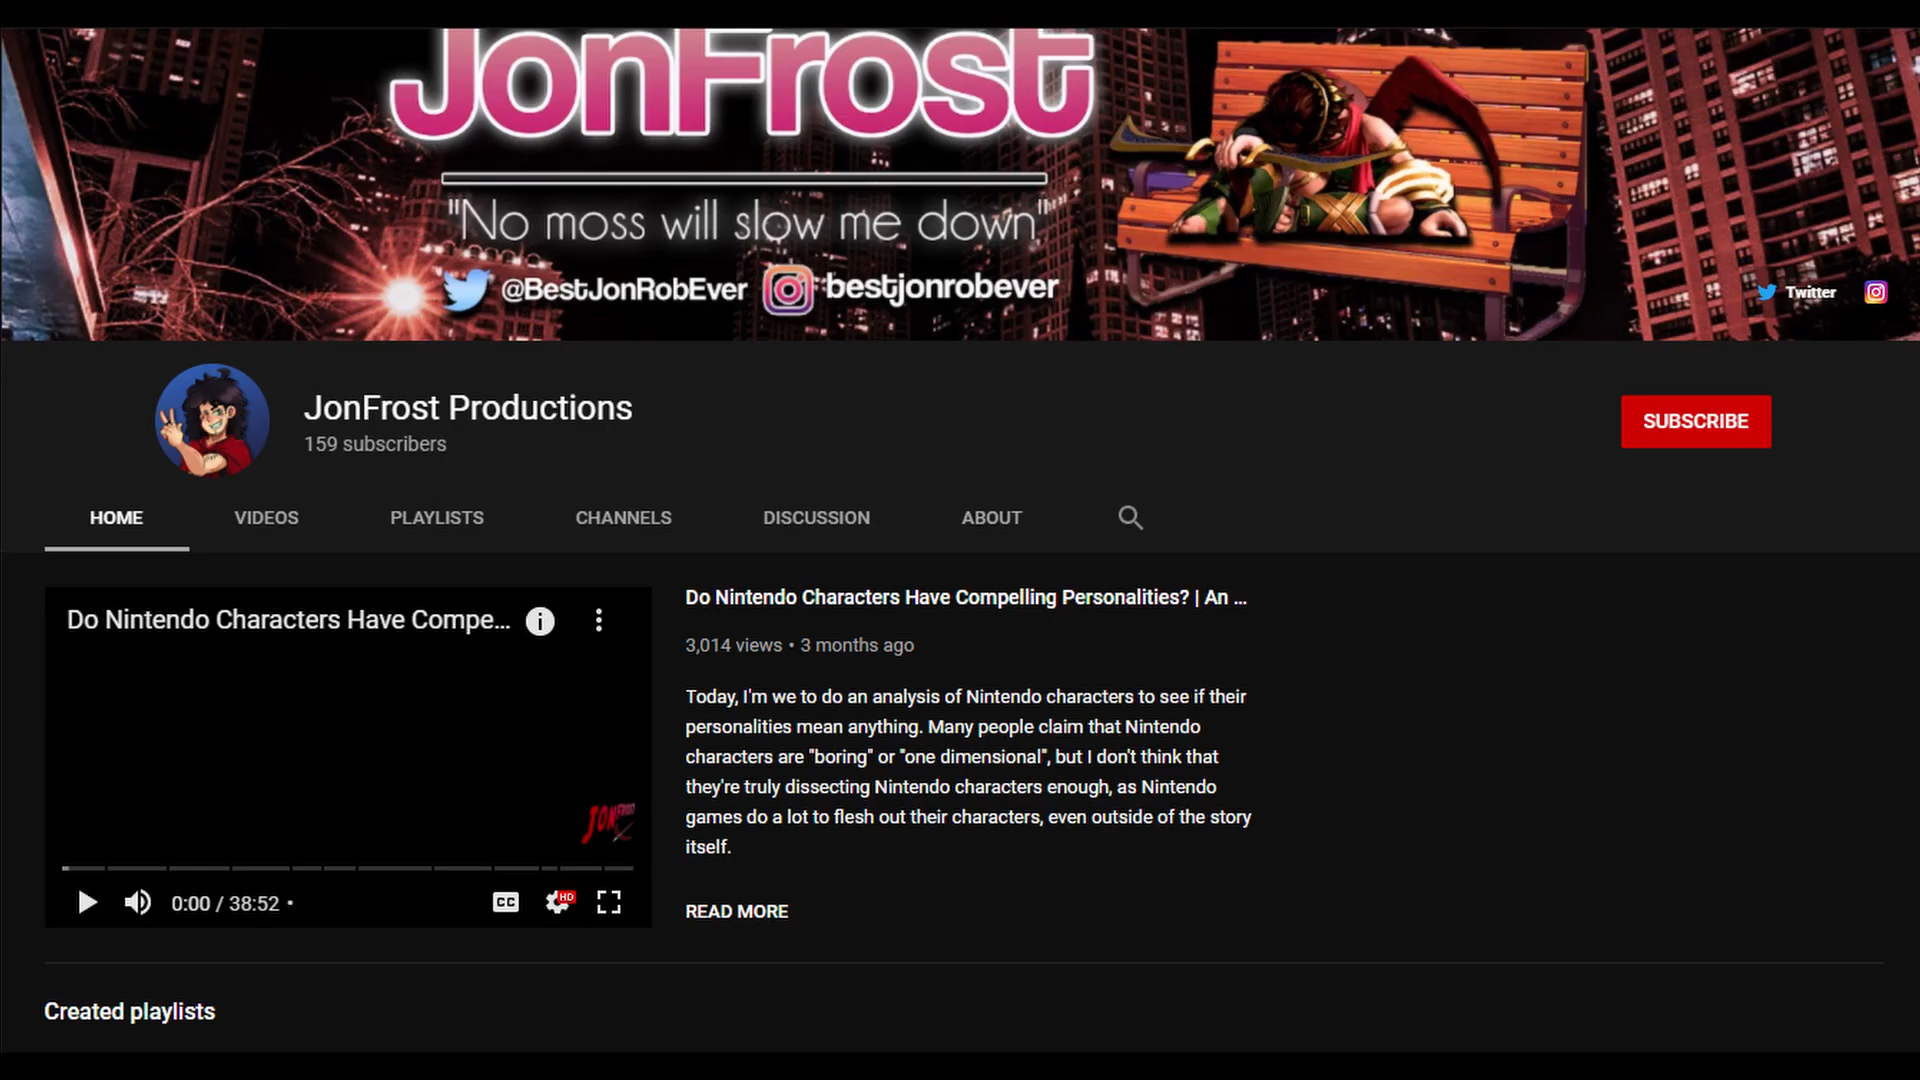 JonFrost
"No moss will slow me down"
@BestJonRobEver bestjonrobever
Twitter
JonFrost Productions
159 subscribers
SUBSCRIBE
HOME VIDEOS PLAYLISTS CHANNELS DISCUSSION ABOUT
Do Nintendo Characters Have Compe...
JONFROST
0:00 / 38:52 •
CC
HD
Do Nintendo Characters Have Compelling Personalities? | An ...
3,014 views • 3 months ago
Today, I'm we to do an analysis of Nintendo characters to see if their
personalities mean anything. Many people claim that Nintendo
characters are "boring" or "one dimensional", but I don't think that
they're truly dissecting Nintendo characters enough, as Nintendo
games do a lot to flesh out their characters, even outside of the story
itself.
READ MORE
Created playlists